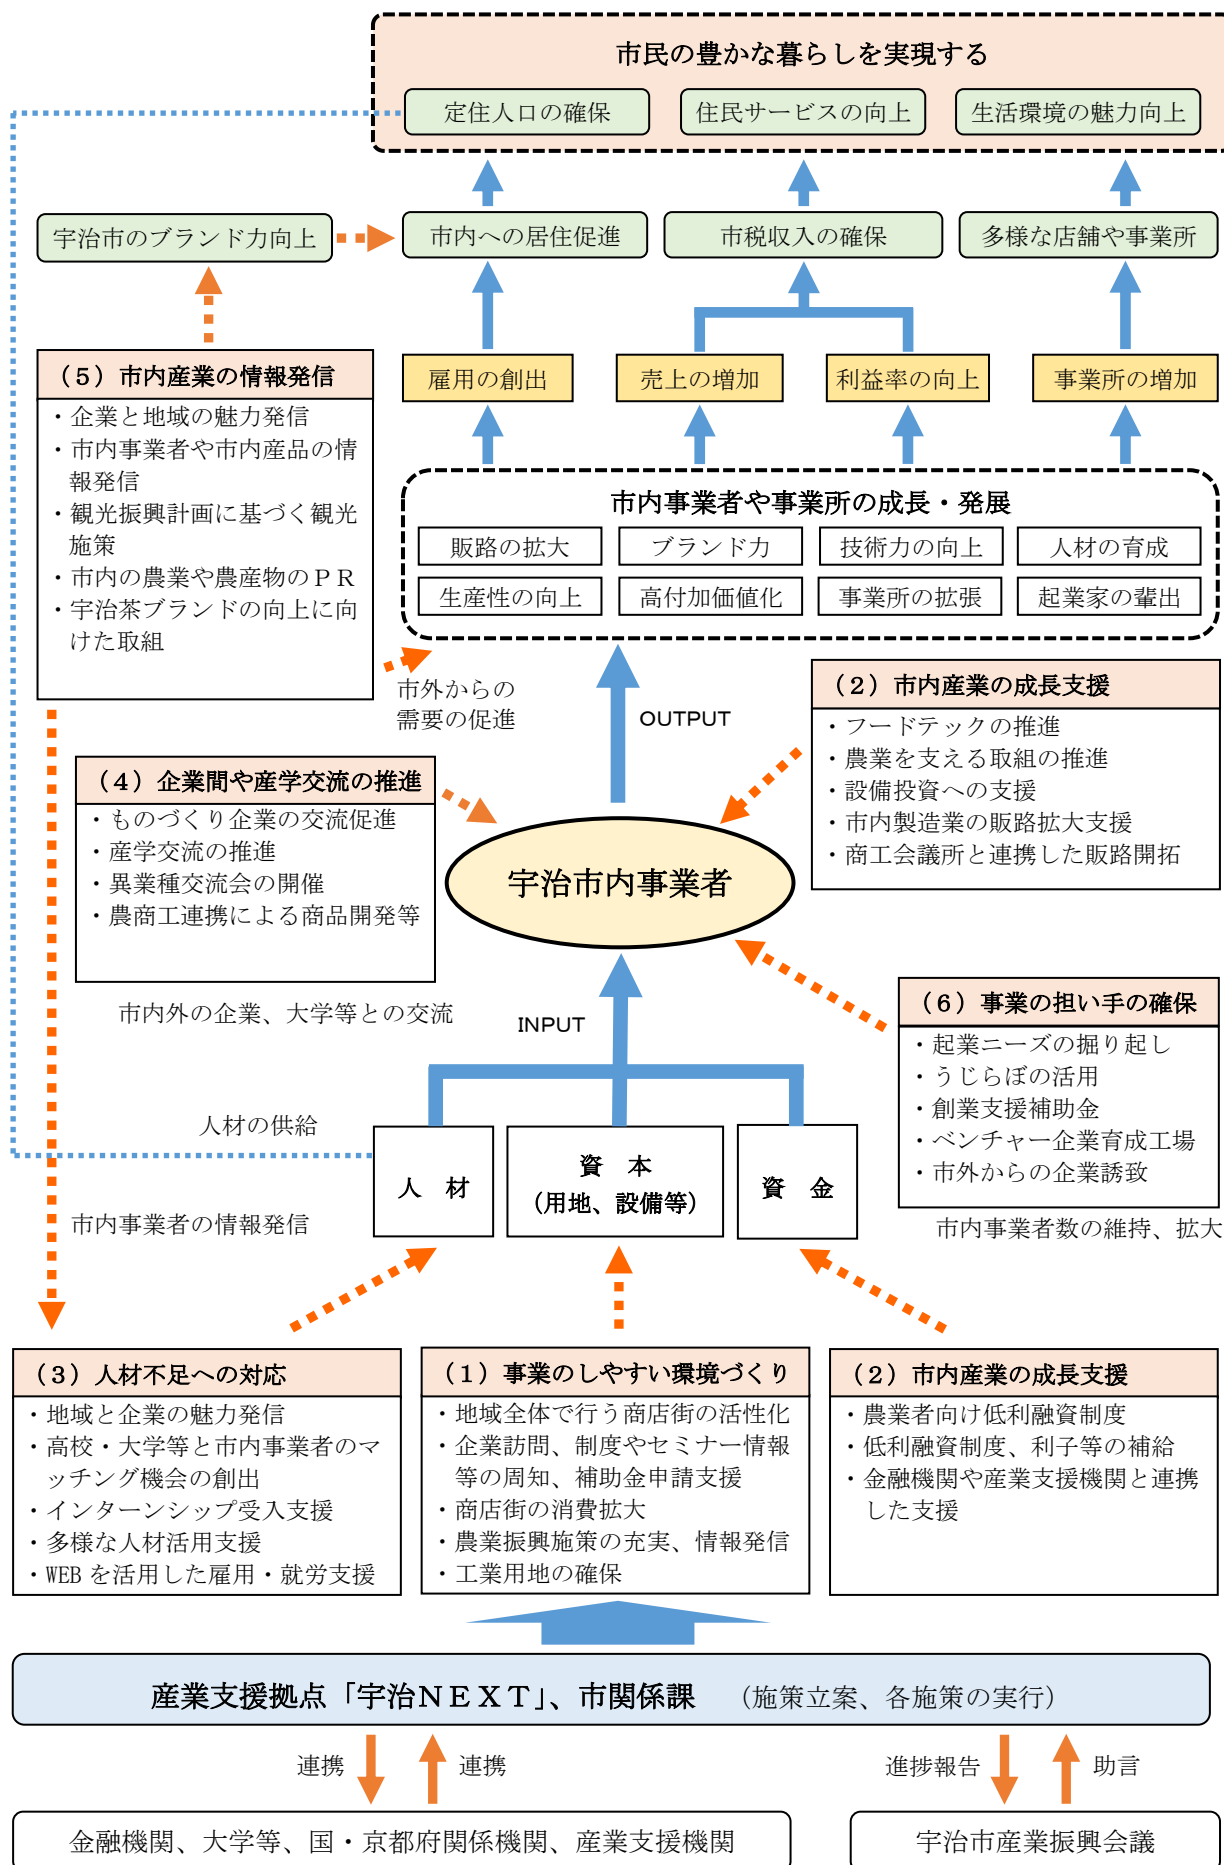 市民の豊かな暮らしを実現する
定住人口の確保
住民サービスの向上
生活環境の魅力向上
宇治市のブランド力向上
市内への居住促進
市税収入の確保
多様な店舗や事業所
（５）市内産業の情報発信
・企業と地域の魅力発信
・市内事業者や市内産品の情
報発信
・観光振興計画に基づく観光
施策
・市内の農業や農産物のＰＲ
・宇治茶ブランドの向上に向
けた取組
雇用の創出
売上の増加
利益率の向上
事業所の増加
市内事業者や事業所の成長・発展
販路の拡大
ブランド力
技術力の向上
人材の育成
生産性の向上
高付加価値化
事業所の拡張
起業家の輩出
市外からの
需要の促進
OUTPUT
（２）市内産業の成長支援
・フードテックの推進
・農業を支える取組の推進
・設備投資への支援
・市内製造業の販路拡大支援
・商工会議所と連携した販路開拓
（４）企業間や産学交流の推進
・ものづくり企業の交流促進
・産学交流の推進
・異業種交流会の開催
・農商工連携による商品開発等
宇治市内事業者
市内外の企業、大学等との交流
INPUT
（６）事業の担い手の確保
・起業ニーズの掘り起し
・うじらぼの活用
・創業支援補助金
・ベンチャー企業育成工場
・市外からの企業誘致
市内事業者数の維持、拡大
人材の供給
人　材
資　本
（用地、設備等）
資　金
市内事業者の情報発信
（３）人材不足への対応
・地域と企業の魅力発信
・高校・大学等と市内事業者のマ
ッチング機会の創出
・インターンシップ受入支援
・多様な人材活用支援
・WEB を活用した雇用・就労支援
（１）事業のしやすい環境づくり
・地域全体で行う商店街の活性化
・企業訪問、制度やセミナー情報
等の周知、補助金申請支援
・商店街の消費拡大
・農業振興施策の充実、情報発信
・工業用地の確保
（２）市内産業の成長支援
・農業者向け低利融資制度
・低利融資制度、利子等の補給
・金融機関や産業支援機関と連携
した支援
産業支援拠点「宇治ＮＥＸＴ」、市関係課　（施策立案、各施策の実行）
連携
連携
進捗報告
助言
金融機関、大学等、国・京都府関係機関、産業支援機関
宇治市産業振興会議